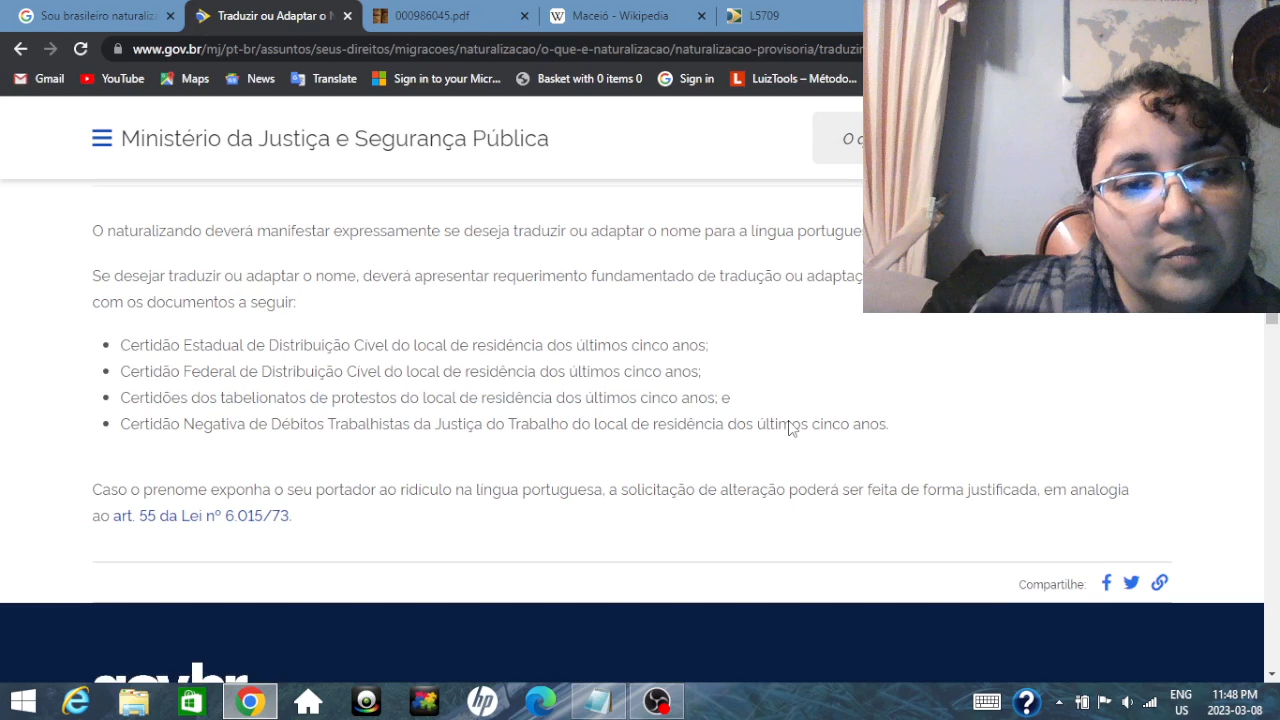 Sou brasileiro naturaliz
Traduzir ou Adaptar o N
000986045.pdf
Maceió - Wikipedia
L5709
www.gov.br/mj/pt-br/assuntos/seus-direitos/migracoes/naturalizacao/o-que-e-naturalizacao/naturalizacao-provisoria/traduzir
Gmail
YouTube
Maps
News
Translate
Sign in to your Micr...
Basket with 0 items 0
Sign in
LuizTools – Método...
Ministério da Justiça e Segurança Pública
O naturalizando deverá manifestar expressamente se deseja traduzir ou adaptar o nome para a língua portugues
Se desejar traduzir ou adaptar o nome, deverá apresentar requerimento fundamentado de tradução ou adaptaç
com os documentos a seguir:
Certidão Estadual de Distribuição Cível do local de residência dos últimos cinco anos;
Certidão Federal de Distribuição Cível do local de residência dos últimos cinco anos;
Certidões dos tabelionatos de protestos do local de residência dos últimos cinco anos; e
Certidão Negativa de Débitos Trabalhistas da Justiça do Trabalho do local de residência dos últimos cinco anos.
Caso o prenome exponha o seu portador ao ridículo na língua portuguesa, a solicitação de alteração poderá ser feita de forma justificada, em analogia
ao art. 55 da Lei nº 6.015/73.
Compartilhe:
ENG
US
11:48 PM
2023-03-08